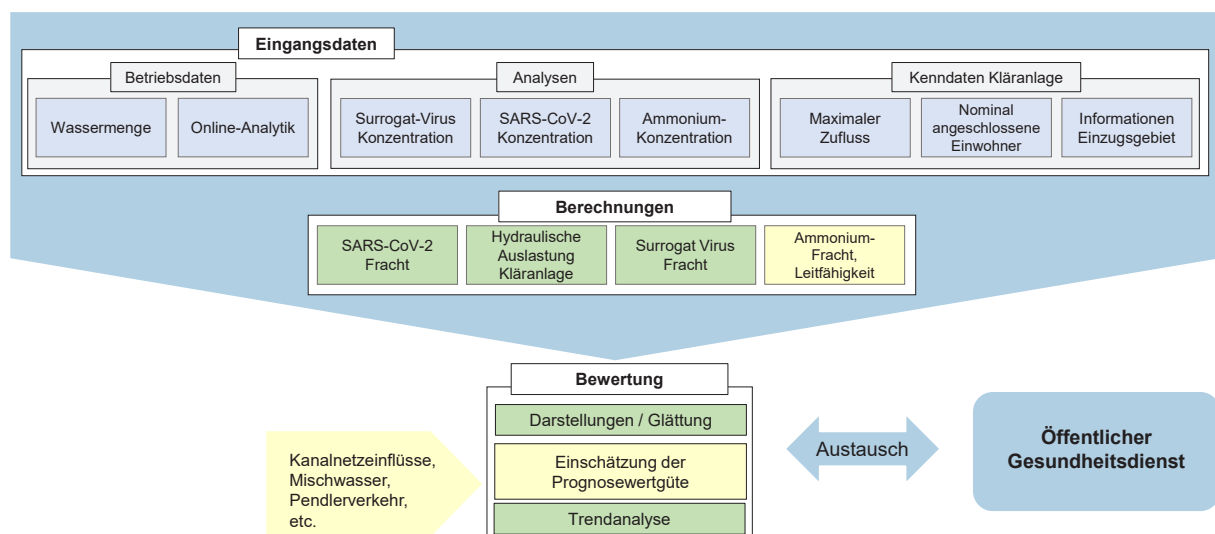 Eingangsdaten
Betriebsdaten
Wassermenge
Online-Analytik
Analysen
Surrogat-Virus
Konzentration
SARS-CoV-2
Konzentration
Ammonium-
Konzentration
Kenndaten Kläranlage
Maximaler
Zufluss
Nominal
angeschlossene
Einwohner
Informationen
Einzugsgebiet
Berechnungen
SARS-CoV-2
Fracht
Hydraulische
Auslastung
Kläranlage
Surrogat Virus
Fracht
Ammonium-
Fracht,
Leitfähigkeit
Bewertung
Darstellungen / Glättung
Einschätzung der
Prognosewertgüte
Trendanalyse
Kanalnetzeinflüsse,
Mischwasser,
Pendlerverkehr,
etc.
Austausch
Öffentlicher
Gesundheitsdienst